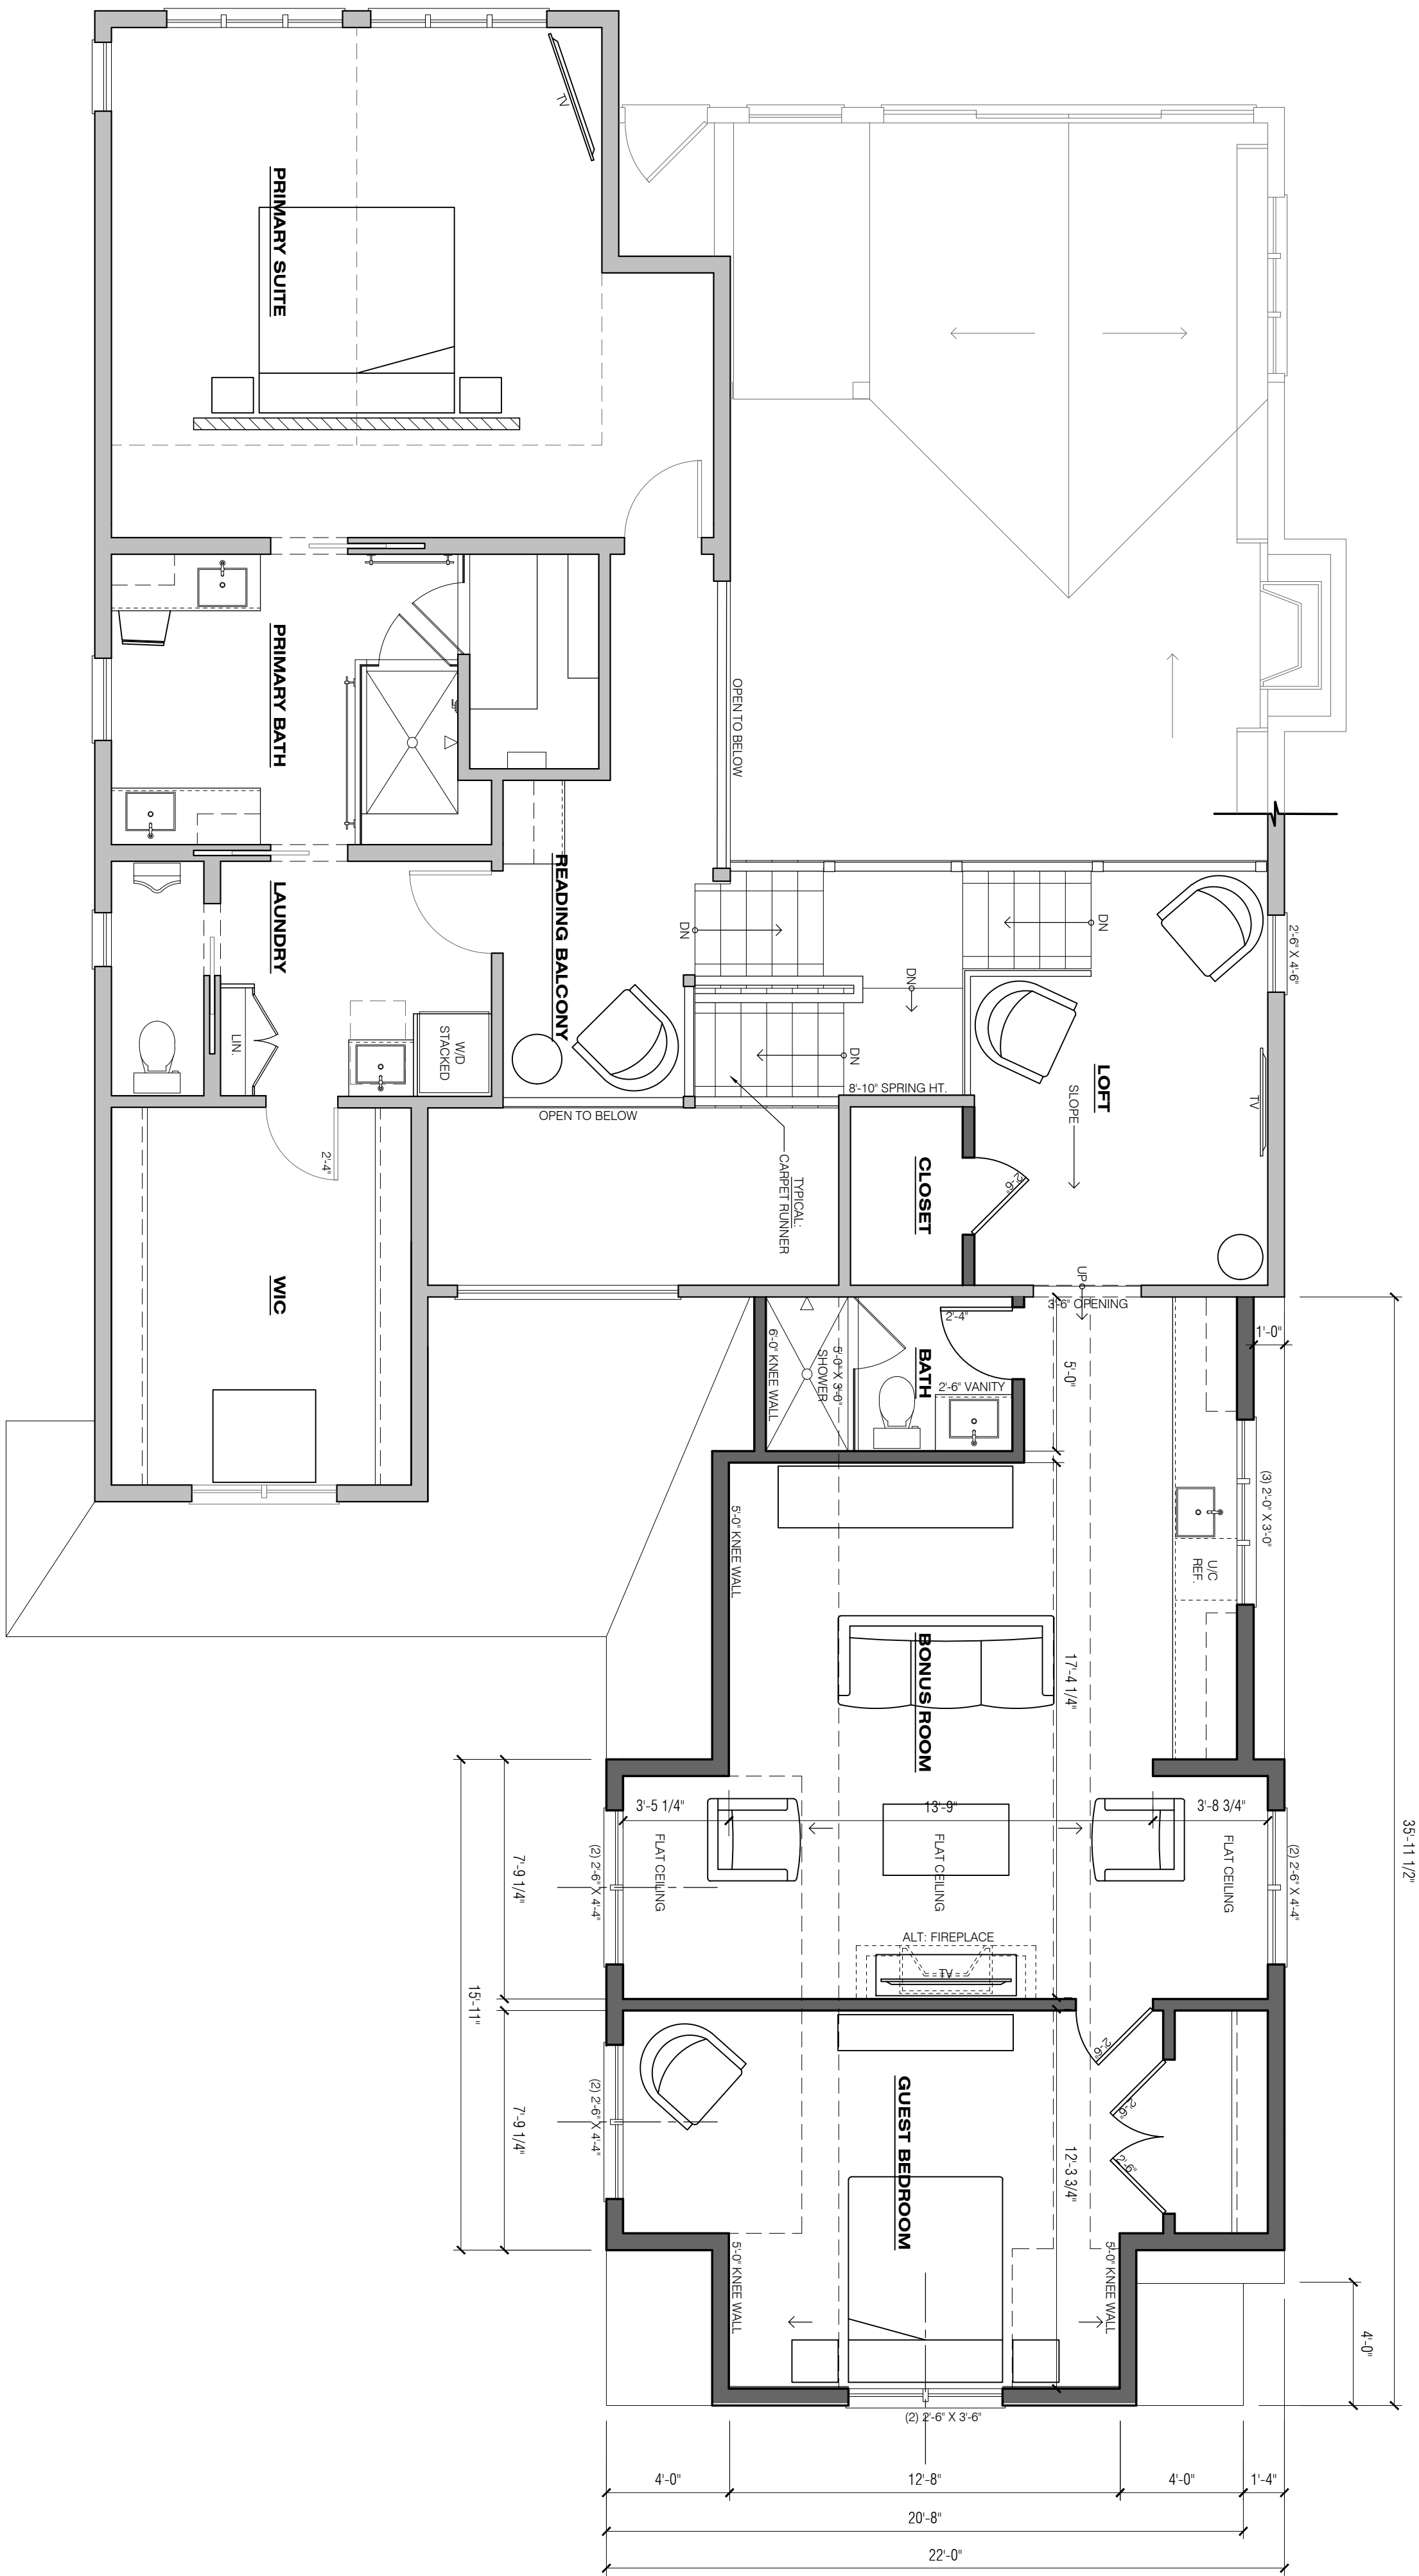 TV
PRIMARY SUITE
PRIMARY BATH
OPEN TO BELOW
READING BALCONY
LAUNDRY
LIN.
W/D
STACKED
DN
DN
DN
DN
2'-6" X 4'-6"
LOFT
SLOPE
TV
8'-10" SPRING HT.
OPEN TO BELOW
TYPICAL:
CARPET RUNNER
CLOSET
2'-6"
2'-4"
WIC
UP
3'-6" OPENING
1'-0"
2'-4"
BATH
5'-0"
5'-0" X 3'-0"
SHOWER
6'-0" KNEE WALL
2'-6" VANITY
(3) 2'-0" X 3'-0"
U/C
REF.
5'-0" KNEE WALL
BONUS ROOM
17'-4 1/4"
35'-11 1/2"
3'-5 1/4"
13'-9"
3'-8 3/4"
FLAT CEILING
FLAT CEILING
FLAT CEILING
(2) 2'-6" X 4'-4"
(2) 2'-6" X 4'-4"
7'-9 1/4"
ALT: FIREPLACE
TV
15'-11"
2'-6"
2'-6"
2'-6"
(2) 2'-6" X 4'-4"
7'-9 1/4"
GUEST BEDROOM
12'-3 3/4"
5'-0" KNEE WALL
5'-0" KNEE WALL
4'-0"
(2) 2'-6" X 3'-6"
4'-0"
12'-8"
4'-0"
1'-4"
20'-8"
22'-0"